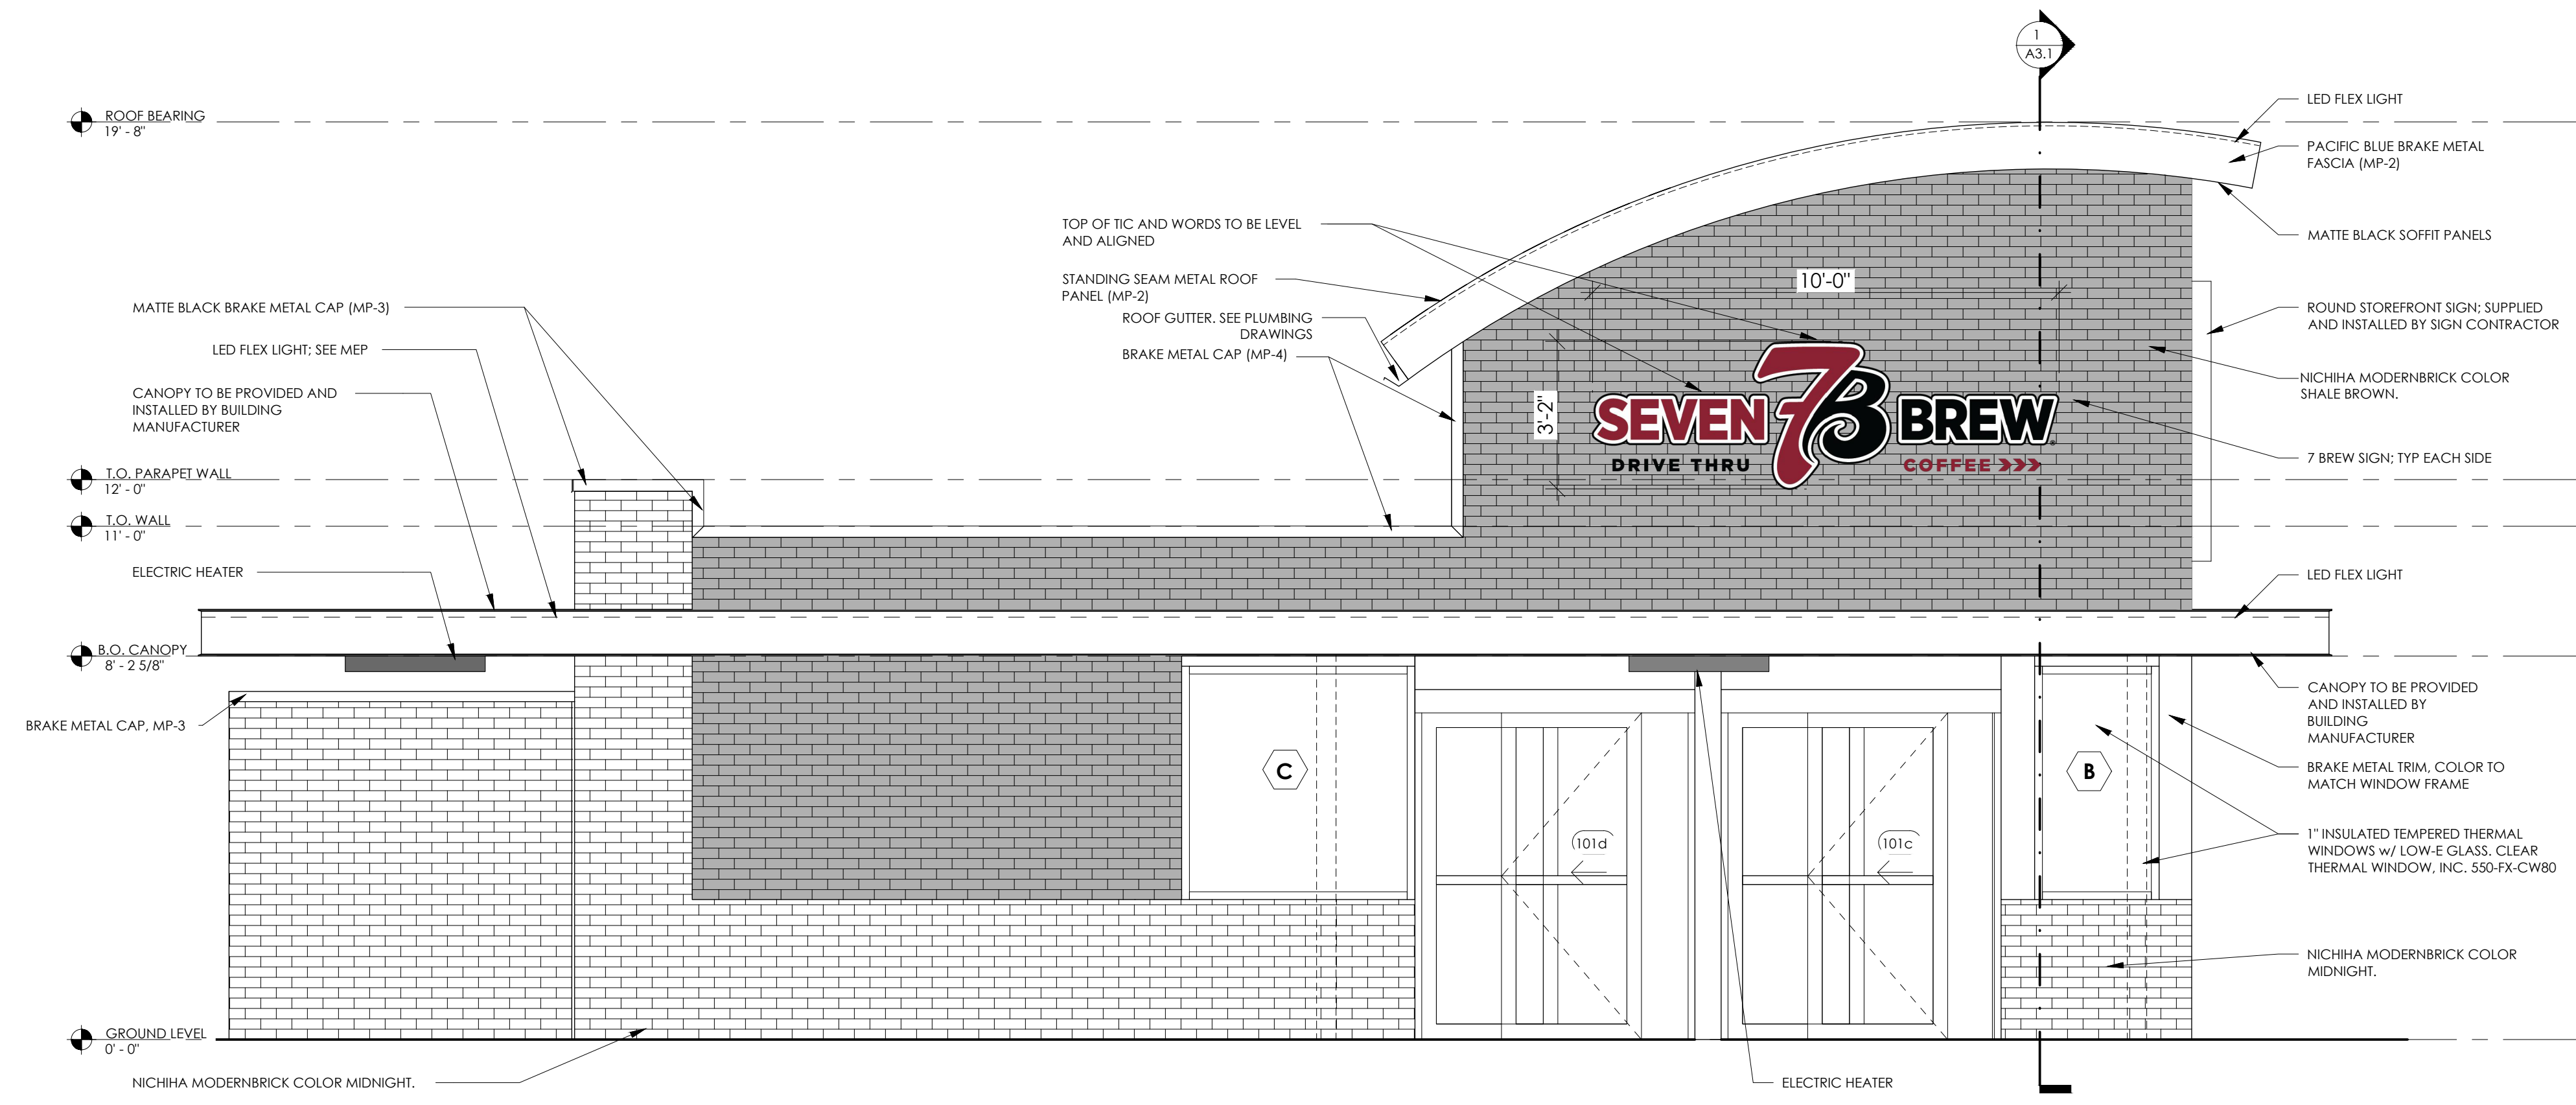 1
A3.1
ROOF BEARING
19' - 8"
LED FLEX LIGHT
PACIFIC BLUE BRAKE METAL
FASCIA (MP-2)
MATTE BLACK SOFFIT PANELS
TOP OF TIC AND WORDS TO BE LEVEL
AND ALIGNED
STANDING SEAM METAL ROOF
PANEL (MP-2)
ROOF GUTTER. SEE PLUMBING
DRAWINGS
BRAKE METAL CAP (MP-4)
10'-0"
3'-2"
SEVEN 7B BREW®
DRIVE THRU COFFEE
ROUND STOREFRONT SIGN; SUPPLIED
AND INSTALLED BY SIGN CONTRACTOR
NICHIHA MODERNBRICK COLOR
SHALE BROWN.
7 BREW SIGN; TYP EACH SIDE
MATTE BLACK BRAKE METAL CAP (MP-3)
LED FLEX LIGHT; SEE MEP
CANOPY TO BE PROVIDED AND
INSTALLED BY BUILDING
MANUFACTURER
T.O. PARAPET WALL
12' - 0"
T.O. WALL
11' - 0"
ELECTRIC HEATER
LED FLEX LIGHT
B.O. CANOPY
8' - 2 5/8"
BRAKE METAL CAP, MP-3
C
101d
101c
B
CANOPY TO BE PROVIDED
AND INSTALLED BY
BUILDING
MANUFACTURER
BRAKE METAL TRIM, COLOR TO
MATCH WINDOW FRAME
1" INSULATED TEMPERED THERMAL
WINDOWS w/ LOW-E GLASS. CLEAR
THERMAL WINDOW, INC. 550-FX-CW80
NICHIHA MODERNBRICK COLOR
MIDNIGHT.
GROUND LEVEL
0' - 0"
NICHIHA MODERNBRICK COLOR MIDNIGHT.
ELECTRIC HEATER